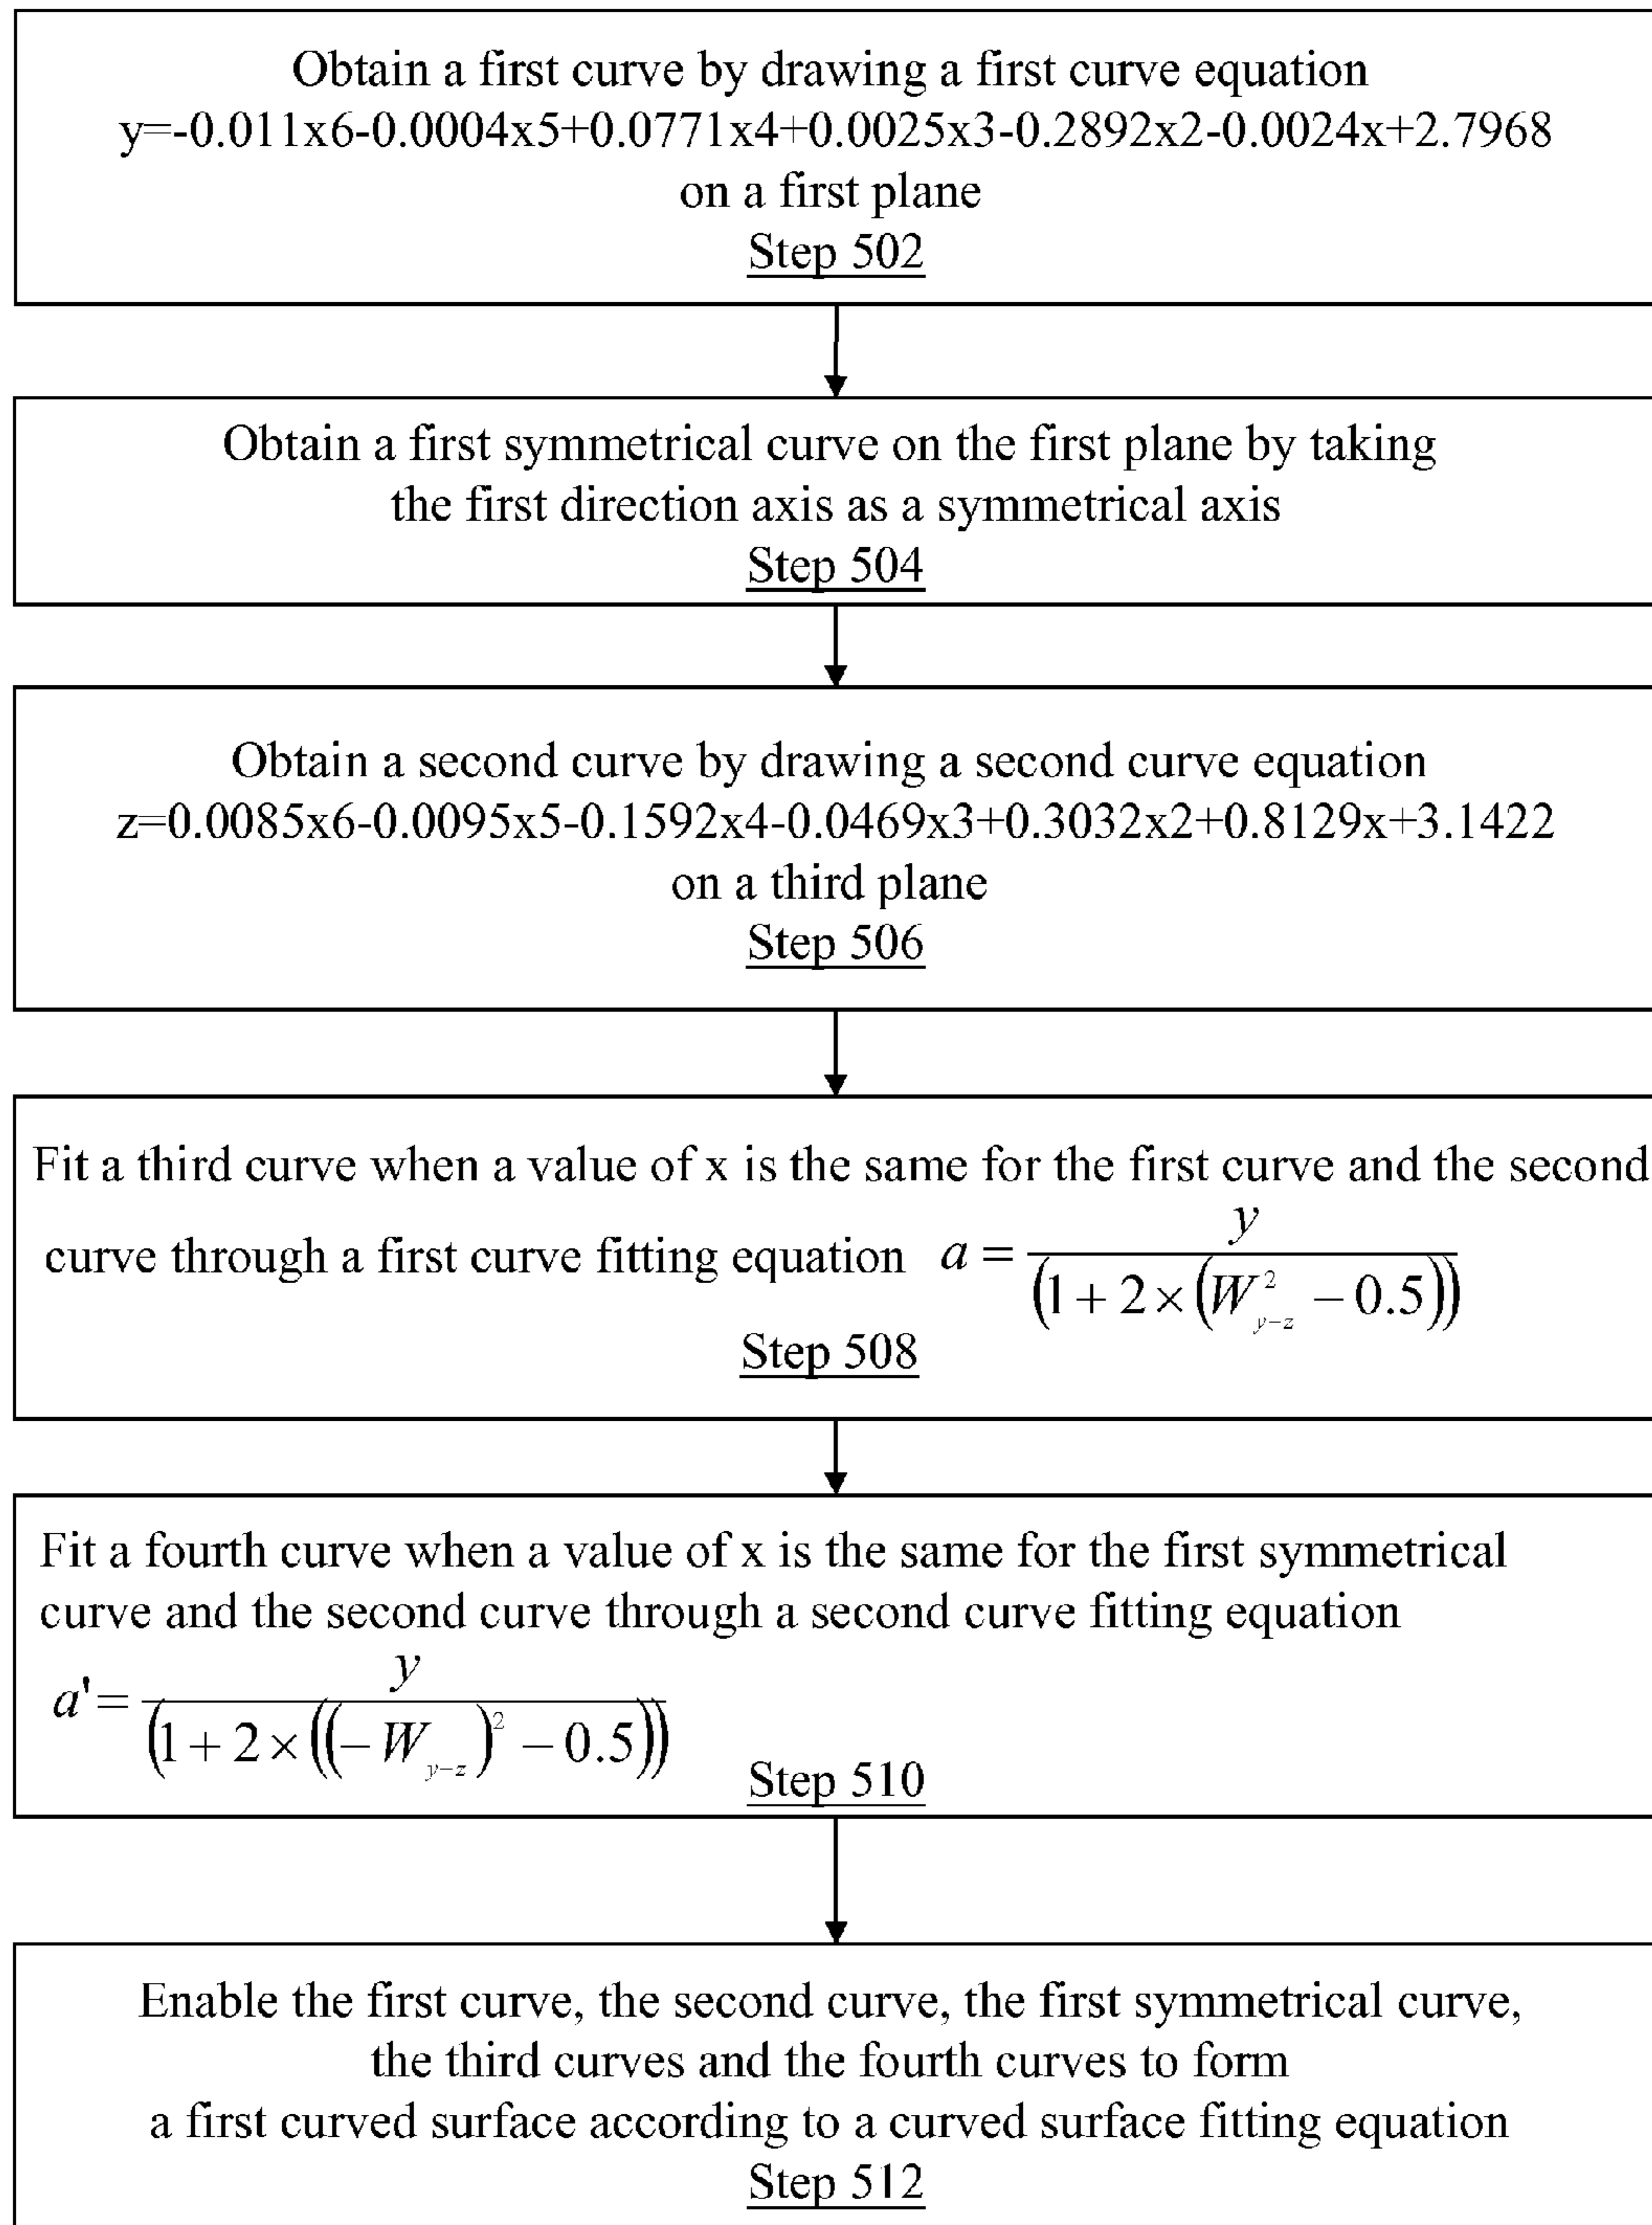 Obtain a first curve by drawing a first curve equation
y=-0.011x6-0.0004x5+0.0771x4+0.0025x3-0.2892x2-0.0024x+2.7968
on a first plane
Step 502
Obtain a first symmetrical curve on the first plane by taking
the first direction axis as a symmetrical axis
Step 504
Obtain a second curve by drawing a second curve equation
z=0.0085x6-0.0095x5-0.1592x4-0.0469x3+0.3032x2+0.8129x+3.1422
on a third plane
Step 506
Fit a third curve when a value of x is the same for the first curve and the second
curve through a first curve fitting equation a = y / (1 + 2 × (W²_{y-z} − 0.5))
Step 508
Fit a fourth curve when a value of x is the same for the first symmetrical
curve and the second curve through a second curve fitting equation
a' = y / (1 + 2 × ((− W_{y-z})² − 0.5))
Step 510
Enable the first curve, the second curve, the first symmetrical curve,
the third curves and the fourth curves to form
a first curved surface according to a curved surface fitting equation
Step 512